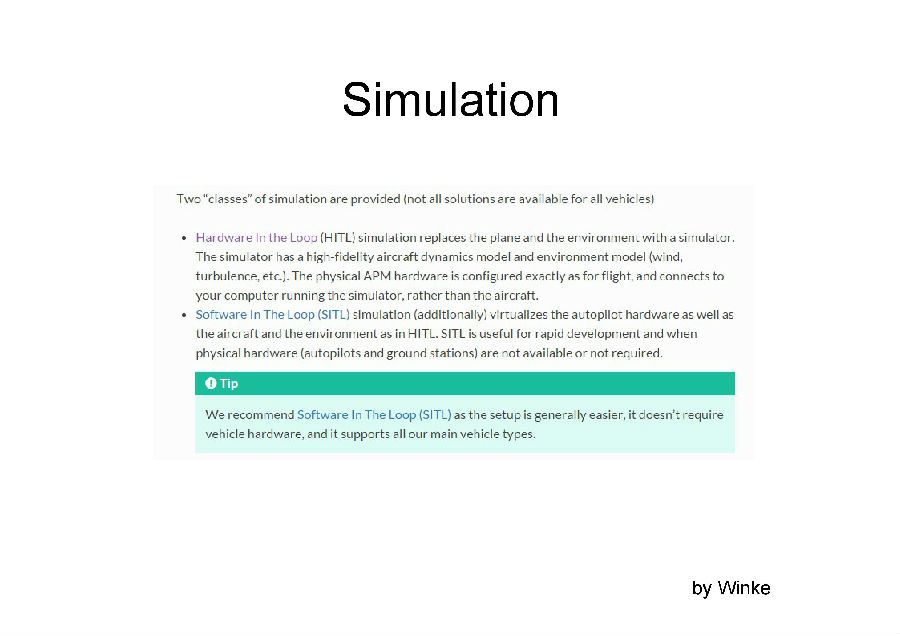 Simulation
Two “classes” of simulation are provided (not all solutions are available for all vehicles)
• Hardware In the Loop (HITL) simulation replaces the plane and the environment with a simulator.
The simulator has a high-fidelity aircraft dynamics model and environment model (wind,
turbulence, etc.). The physical APM hardware is configured exactly as for flight, and connects to
your computer running the simulator, rather than the aircraft.
• Software In The Loop (SITL) simulation (additionally) virtualizes the autopilot hardware as well as
the aircraft and the environment as in HITL. SITL is useful for rapid development and when
physical hardware (autopilots and ground stations) are not available or not required.
Tip
We recommend Software In The Loop (SITL) as the setup is generally easier, it doesn’t require
vehicle hardware, and it supports all our main vehicle types.
by Winke